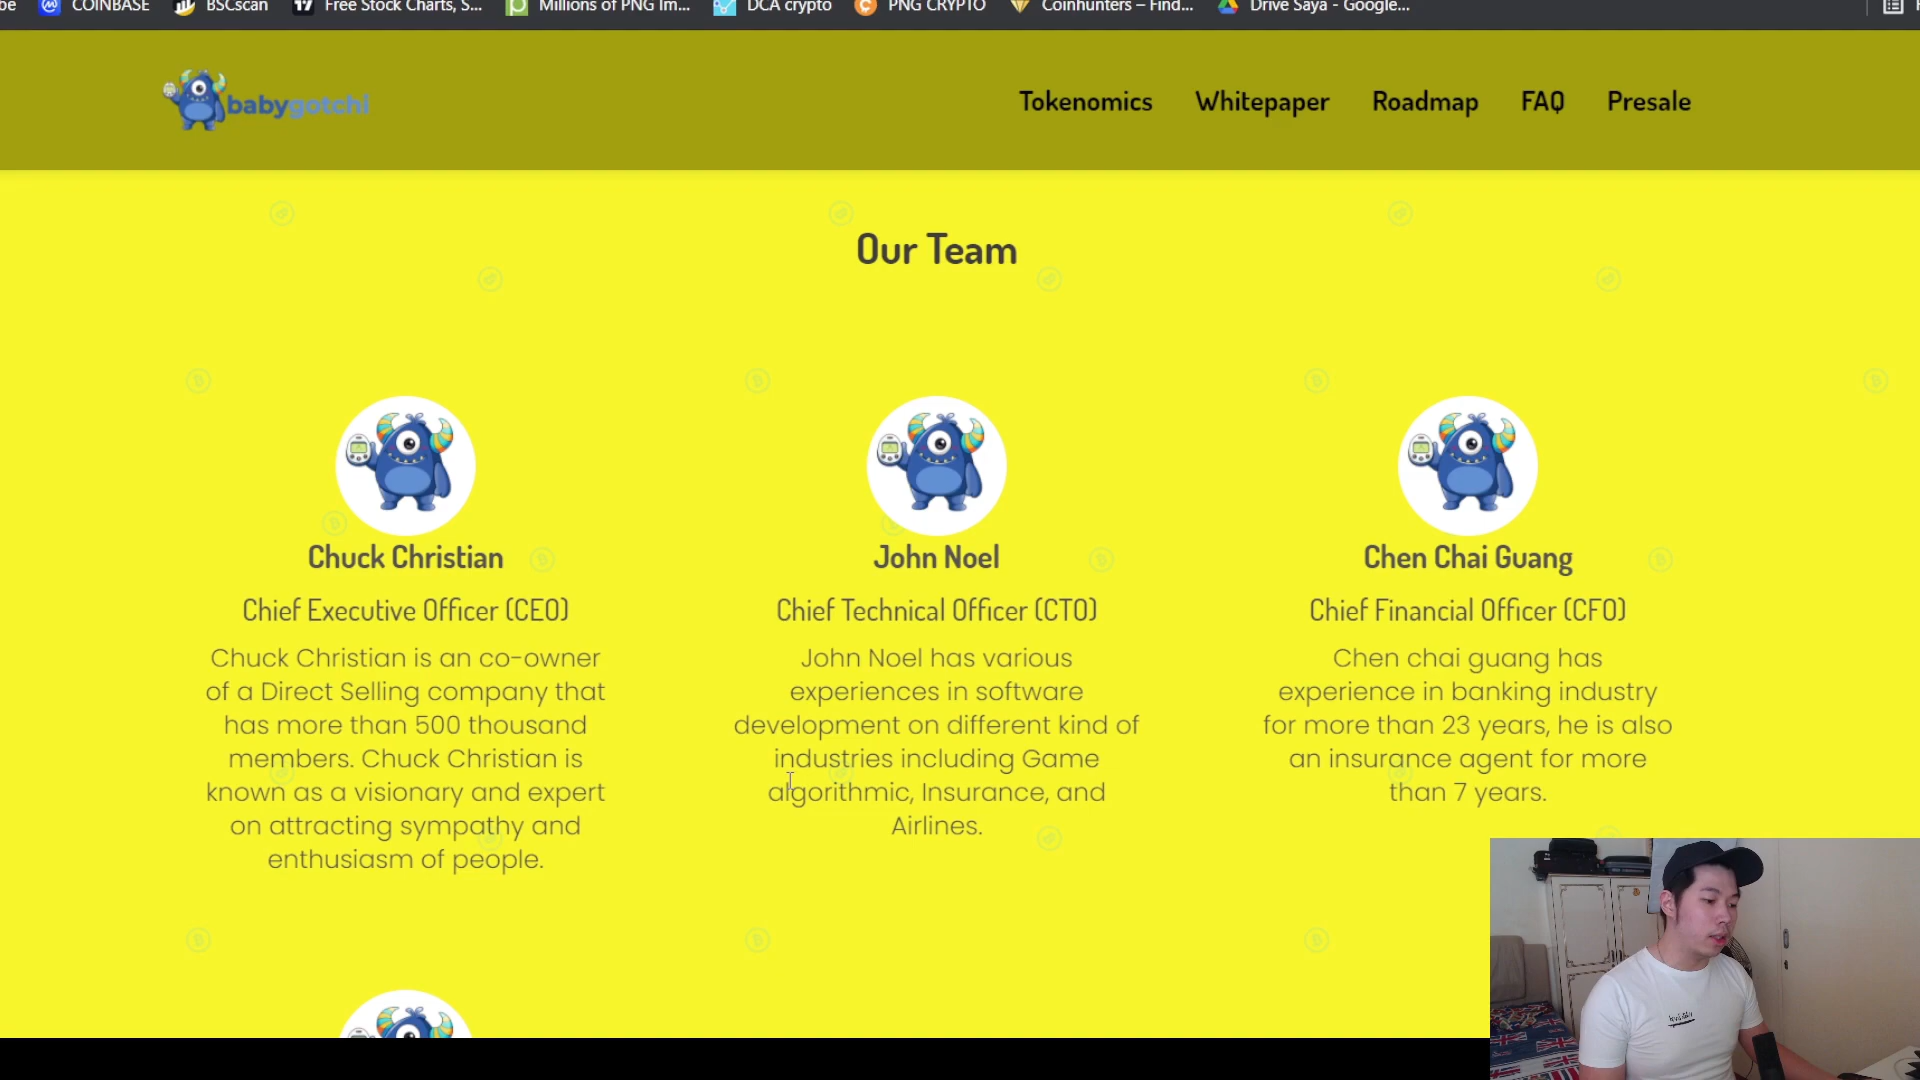 COINBASE
BSCscan
Free Stock Charts, S...
Millions of PNG Im...
DCA crypto
PNG CRYPTO
Coinhunters – Find...
Drive Saya - Google...
babygotchi
Tokenomics
Whitepaper
Roadmap
FAQ
Presale
Our Team
Chuck Christian
Chief Executive Officer (CEO)
Chuck Christian is an co-owner
of a Direct Selling company that
has more than 500 thousand
members. Chuck Christian is
known as a visionary and expert
on attracting sympathy and
enthusiasm of people.
John Noel
Chief Technical Officer (CTO)
John Noel has various
experiences in software
development on different kind of
industries including Game
algorithmic, Insurance, and
Airlines.
Chen Chai Guang
Chief Financial Officer (CFO)
Chen chai guang has
experience in banking industry
for more than 23 years, he is also
an insurance agent for more
than 7 years.